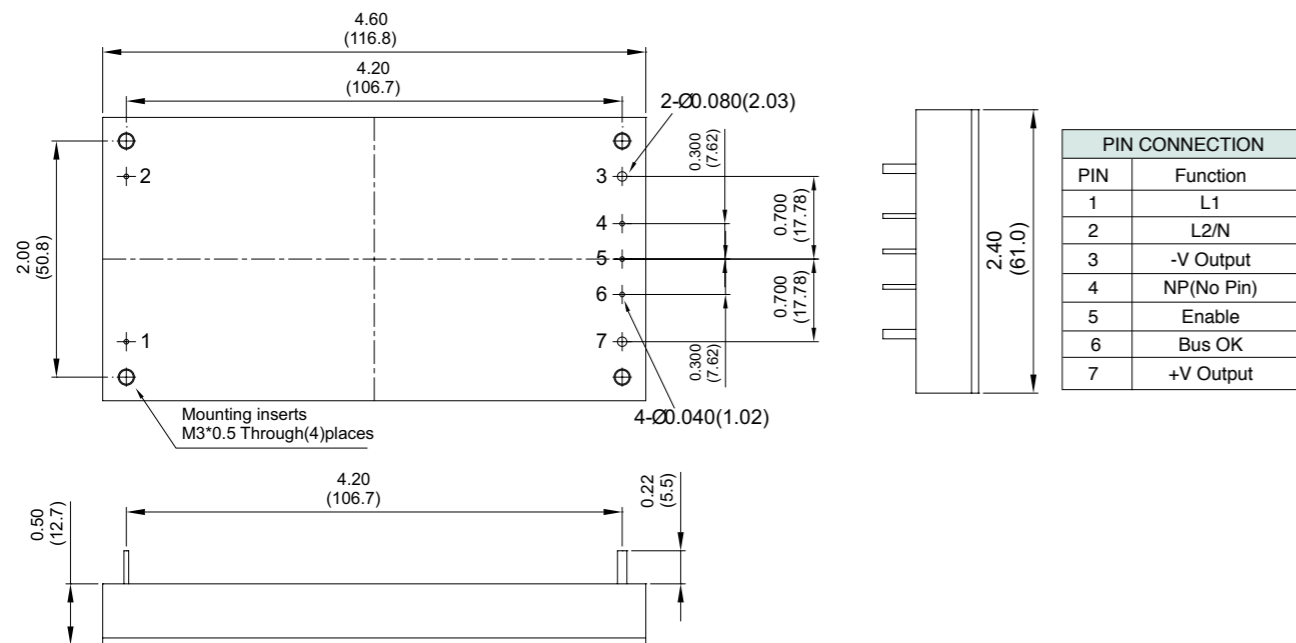 4.60
(116.8)
4.20
(106.7)
2-Ø0.080(2.03)
0.300
(7.62)
0.700
(17.78)
2
3
4
5
6
7
1
2.00
(50.8)
0.700
(17.78)
0.300
(7.62)
4-Ø0.040(1.02)
Mounting inserts
M3*0.5 Through(4)places
2.40
(61.0)
PIN CONNECTION
PIN Function
1 L1
2 L2/N
3 -V Output
4 NP(No Pin)
5 Enable
6 Bus OK
7 +V Output
4.20
(106.7)
0.50
(12.7)
0.22
(5.5)